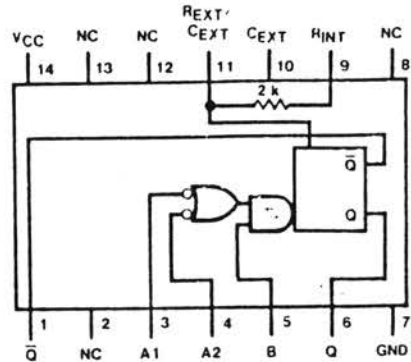 REXT/
VCC NC NC CEXT CEXT RINT NC
14 13 12 11 10 9 8
2 k
Q̅
Q
1 2 3 4 5 6 7
Q̅ NC A1 A2 B Q GND